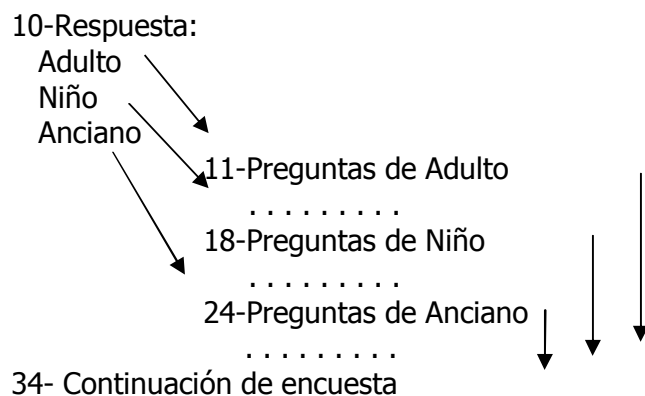 10-Respuesta:
Adulto
Niño
Anciano
11-Preguntas de Adulto
. . . . . . . . .
18-Preguntas de Niño
. . . . . . . . .
24-Preguntas de Anciano
. . . . . . . . .
34- Continuación de encuesta